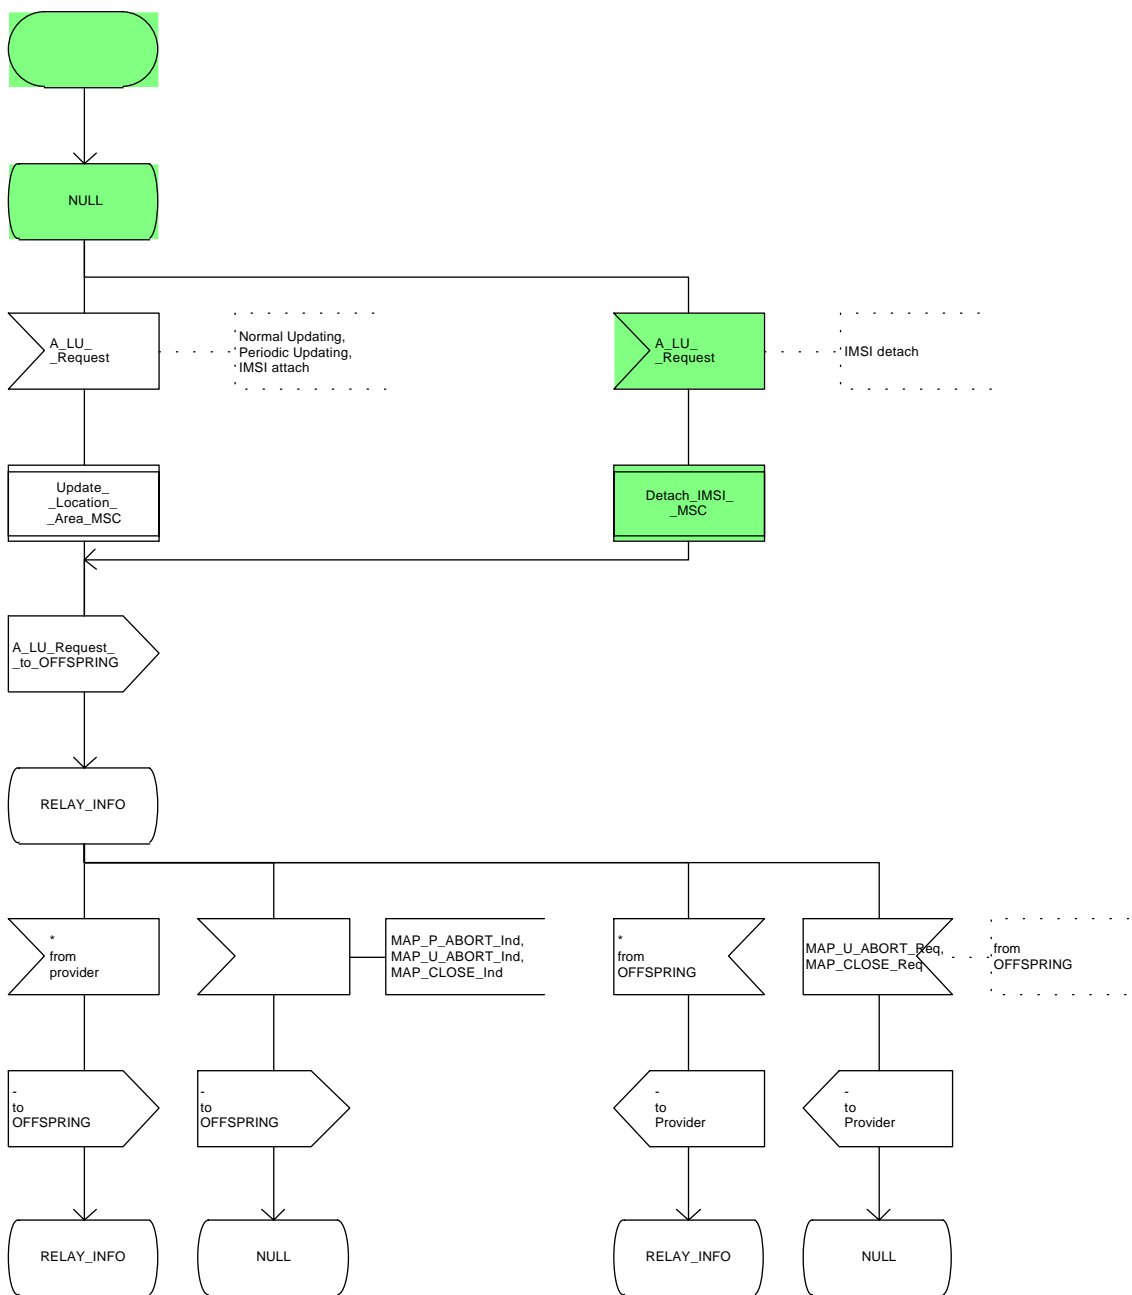 NULL
A_LU_
_Request
Normal Updating,
Periodic Updating,
IMSI attach
A_LU_
_Request
IMSI detach
Update_
_Location_
_Area_MSC
Detach_IMSI_
_MSC
A_LU_Request_
_to_OFFSPRING
RELAY_INFO
*
from
provider
MAP_P_ABORT_Ind,
MAP_U_ABORT_Ind,
MAP_CLOSE_Ind
*
from
OFFSPRING
MAP_U_ABORT_Req,
MAP_CLOSE_Req
from
OFFSPRING
-
to
OFFSPRING
-
to
OFFSPRING
-
to
Provider
-
to
Provider
RELAY_INFO
NULL
RELAY_INFO
NULL